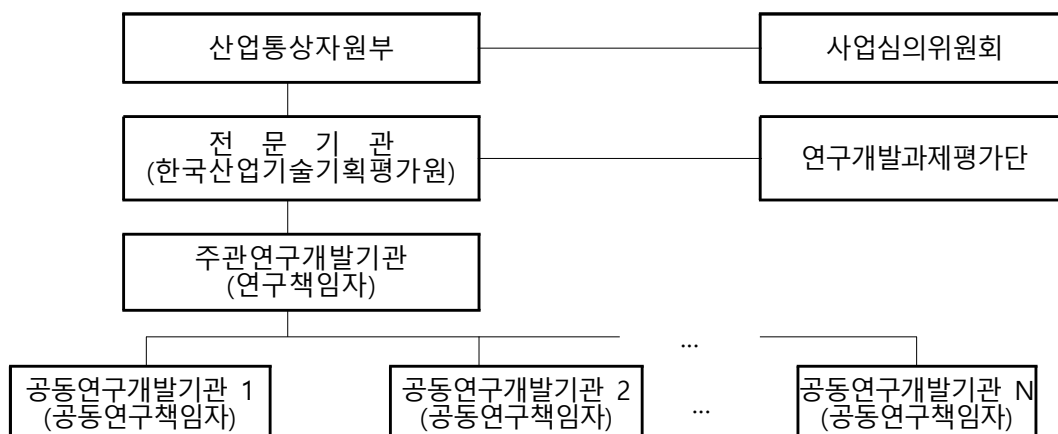 산업통상자원부
사업심의위원회
전 문 기 관
(한국산업기술기획평가원)
연구개발과제평가단
주관연구개발기관
(연구책임자)
...
공동연구개발기관 1
(공동연구책임자)
공동연구개발기관 2
(공동연구책임자)
...
공동연구개발기관 N
(공동연구책임자)